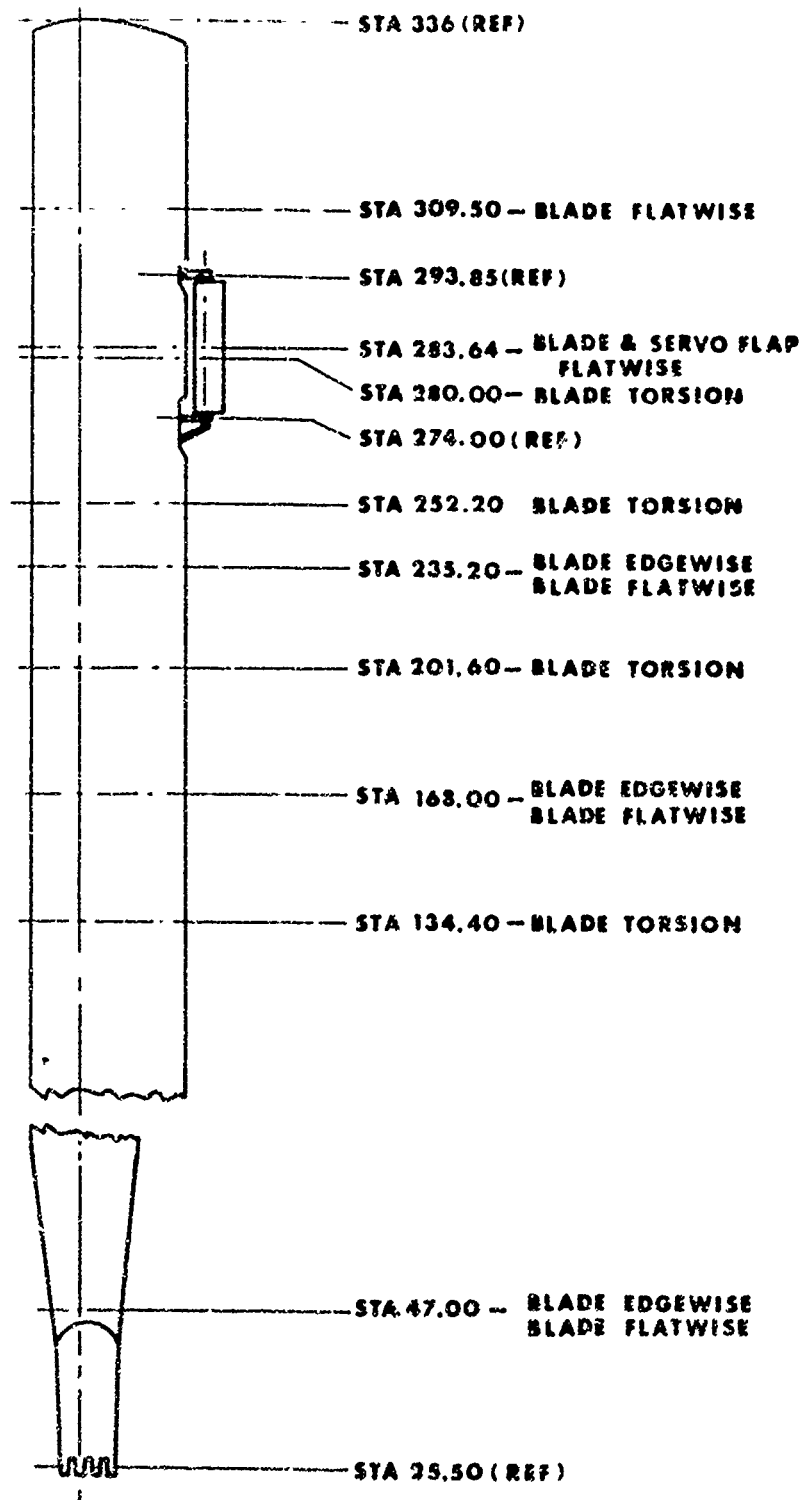 STA 336 (REF)
STA 309.50 - BLADE FLATWISE
STA 293.85 (REF)
STA 283.64 - BLADE & SERVO FLAP
FLATWISE
STA 280.00 - BLADE TORSION
STA 274.00 (REF)
STA 252.20 BLADE TORSION
STA 235.20 - BLADE EDGEWISE
BLADE FLATWISE
STA 201.60 - BLADE TORSION
STA 168.00 - BLADE EDGEWISE
BLADE FLATWISE
STA 134.40 - BLADE TORSION
STA 47.00 - BLADE EDGEWISE
BLADE FLATWISE
STA 25.50 (REF)